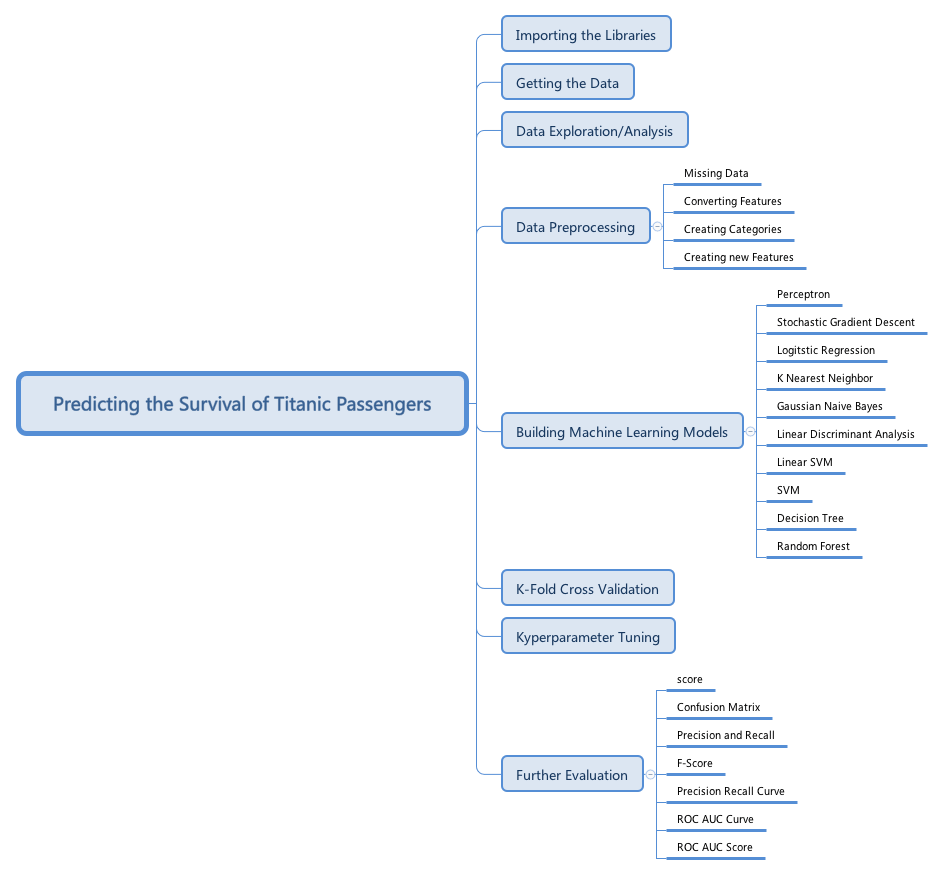 Predicting the Survival of Titanic Passengers
Importing the Libraries
Getting the Data
Data Exploration/Analysis
Data Preprocessing
Missing Data
Converting Features
Creating Categories
Creating new Features
Building Machine Learning Models
Perceptron
Stochastic Gradient Descent
Logitstic Regression
K Nearest Neighbor
Gaussian Naive Bayes
Linear Discriminant Analysis
Linear SVM
SVM
Decision Tree
Random Forest
K-Fold Cross Validation
Kyperparameter Tuning
Further Evaluation
score
Confusion Matrix
Precision and Recall
F-Score
Precision Recall Curve
ROC AUC Curve
ROC AUC Score